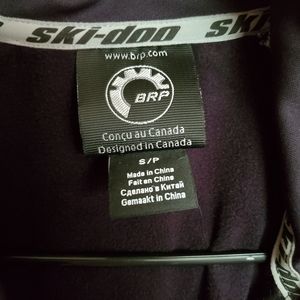 ski-doo
www.brp.com
BRP
Conçu au Canada
Designed in Canada
S/P
Made in China
Fait en Chine
Сделано в Китай
Gemaakt in China